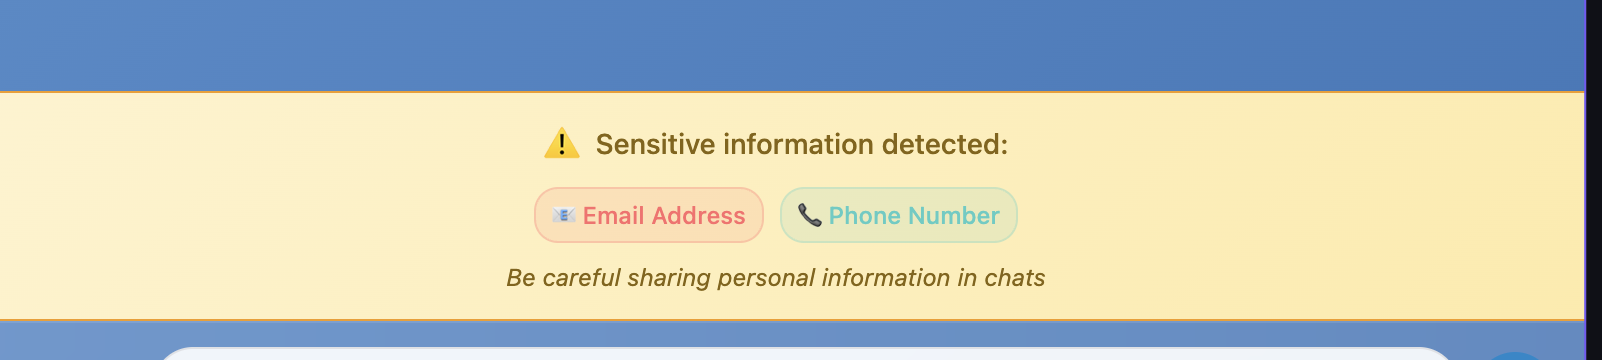 ⚠️ Sensitive information detected:
📧 Email Address 📞 Phone Number
Be careful sharing personal information in chats